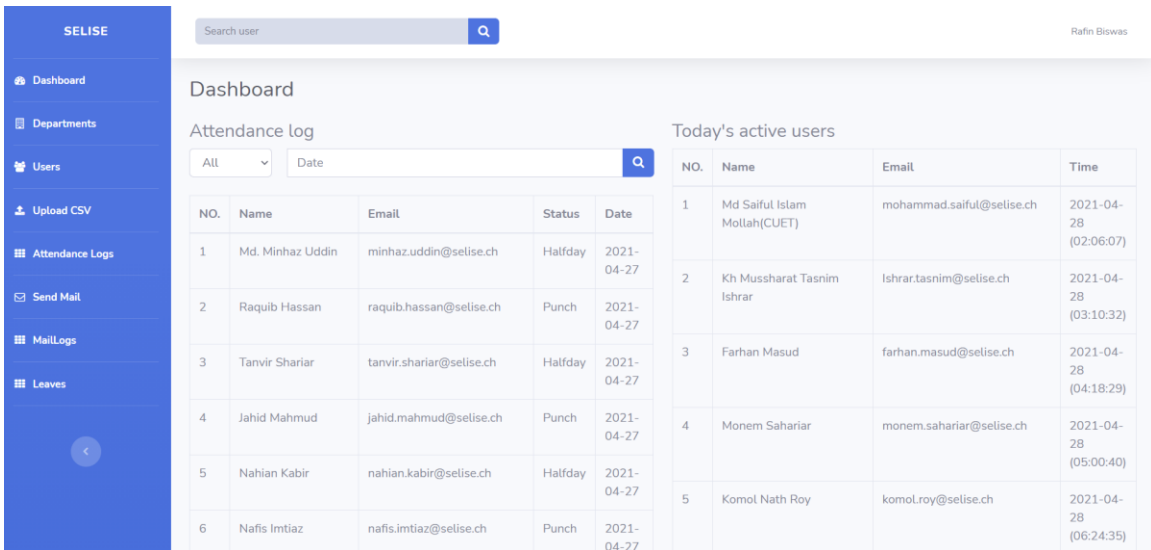 SELISE
Dashboard
Departments
Users
Upload CSV
Attendance Logs
Send Mail
MailLogs
Leaves
Search user
Rafin Biswas
Dashboard
Attendance log
All
Date
NO. Name Email Status Date
1 Md. Minhaz Uddin minhaz.uddin@selise.ch Halfday 2021-
04-27
2 Raquib Hassan raquib.hassan@selise.ch Punch 2021-
04-27
3 Tanvir Shariar tanvir.shariar@selise.ch Halfday 2021-
04-27
4 Jahid Mahmud jahid.mahmud@selise.ch Punch 2021-
04-27
5 Nahian Kabir nahian.kabir@selise.ch Halfday 2021-
04-27
6 Nafis Imtiaz nafis.imtiaz@selise.ch Punch 2021-
04-27
Today's active users
NO. Name Email Time
1 Md Saiful Islam mohammad.saiful@selise.ch 2021-04-
Mollah(CUET) 28
(02:06:07)
2 Kh Mussharat Tasnim Ishrar.tasnim@selise.ch 2021-04-
Ishrar 28
(03:10:32)
3 Farhan Masud farhan.masud@selise.ch 2021-04-
28
(04:18:29)
4 Monem Sahariar monem.sahariar@selise.ch 2021-04-
28
(05:00:40)
5 Komol Nath Roy komol.roy@selise.ch 2021-04-
28
(06:24:35)